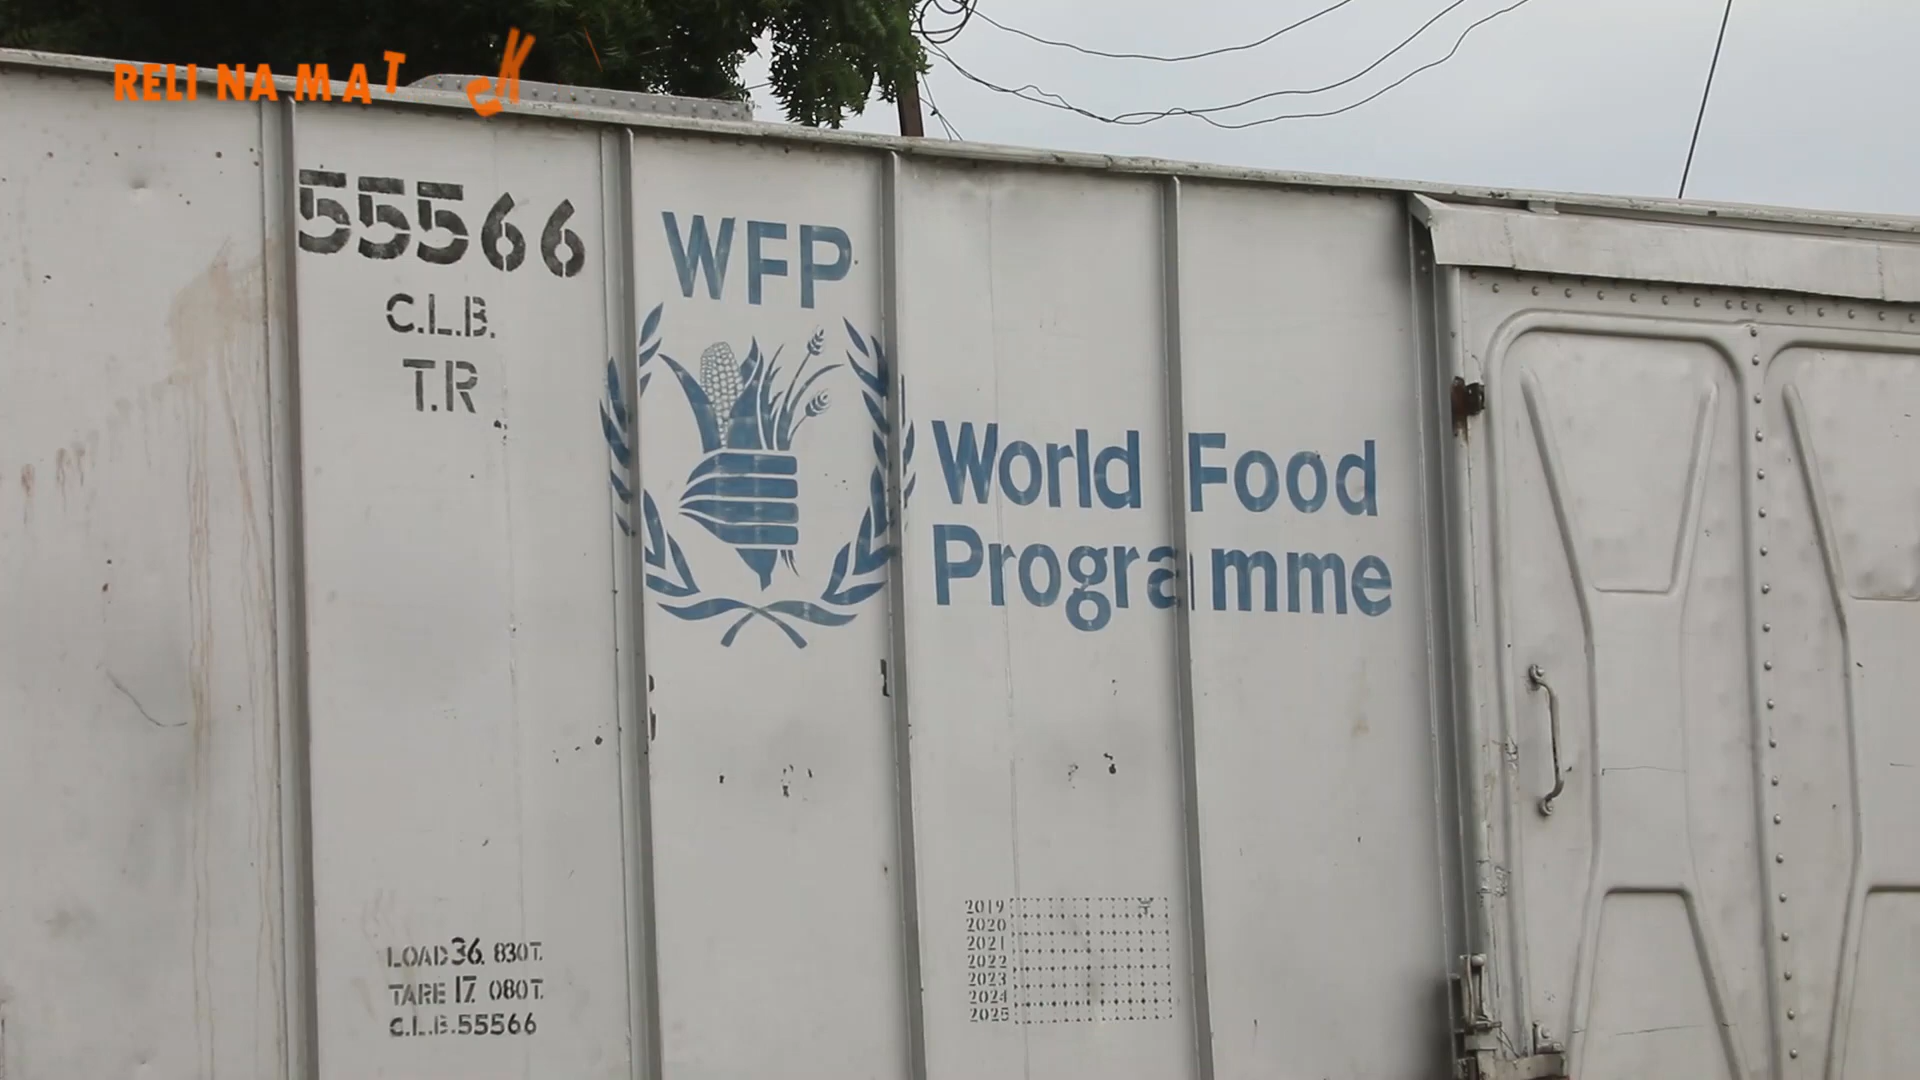 RELI NA MAT
55566
C.L.B.
T.R
WFP
World Food
Programme
LOAD 36. 830T.
TARE 17. 080T.
C.L.B. 55566
2019
2020
2021
2022
2023
2024
2025